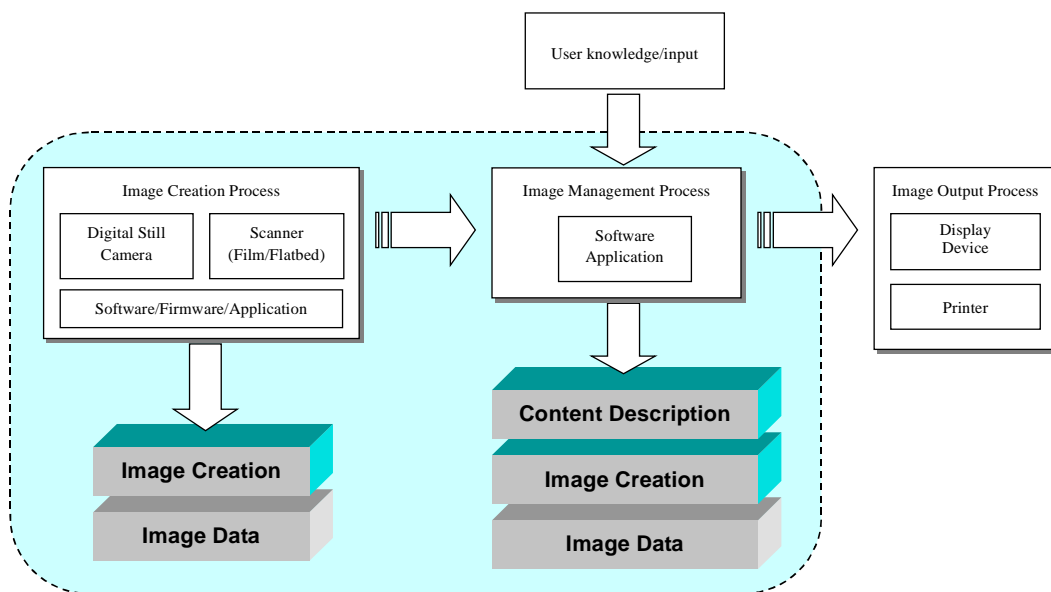 User knowledge/input
Image Creation Process
Digital Still
Camera
Scanner
(Film/Flatbed)
Software/Firmware/Application
Image Management Process
Software
Application
Image Output Process
Display
Device
Printer
Image Creation
Image Data
Content Description
Image Creation
Image Data